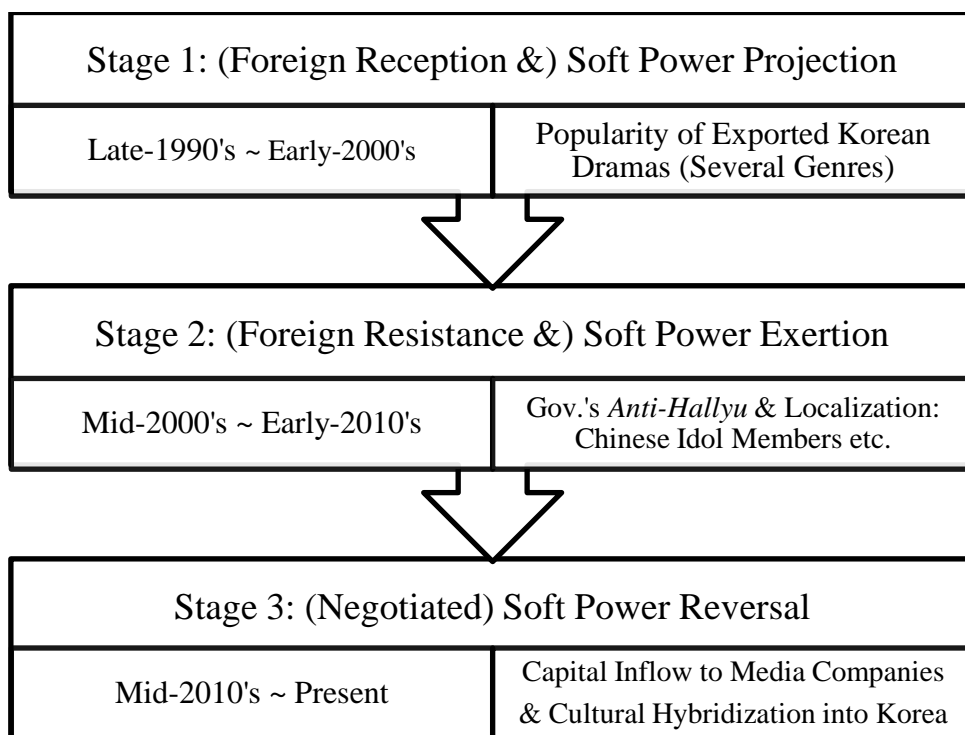 Stage 1: (Foreign Reception &) Soft Power Projection
Late-1990's ~ Early-2000's
Popularity of Exported Korean
Dramas (Several Genres)
Stage 2: (Foreign Resistance &) Soft Power Exertion
Mid-2000's ~ Early-2010's
Gov.'s Anti-Hallyu & Localization:
Chinese Idol Members etc.
Stage 3: (Negotiated) Soft Power Reversal
Mid-2010's ~ Present
Capital Inflow to Media Companies
& Cultural Hybridization into Korea